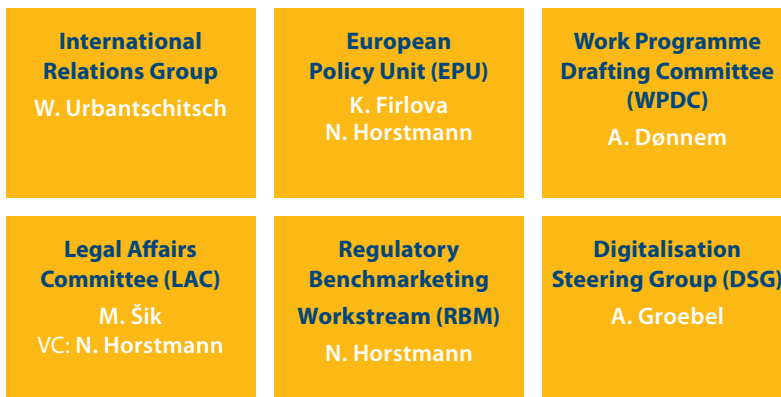 International
Relations Group
W. Urbantschitsch
European
Policy Unit (EPU)
K. Firlova
N. Horstmann
Work Programme
Drafting Committee
(WPDC)
A. Dønnem
Legal Affairs
Committee (LAC)
M. Šik
VC: N. Horstmann
Regulatory
Benchmarketing
Workstream (RBM)
N. Horstmann
Digitalisation
Steering Group (DSG)
A. Groebel